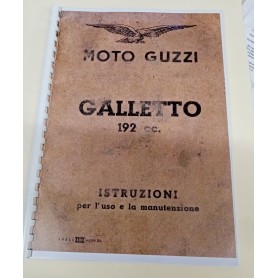 MOTO GUZZI
GALLETTO
192 cc.
ISTRUZIONI
per l'uso e la manutenzione